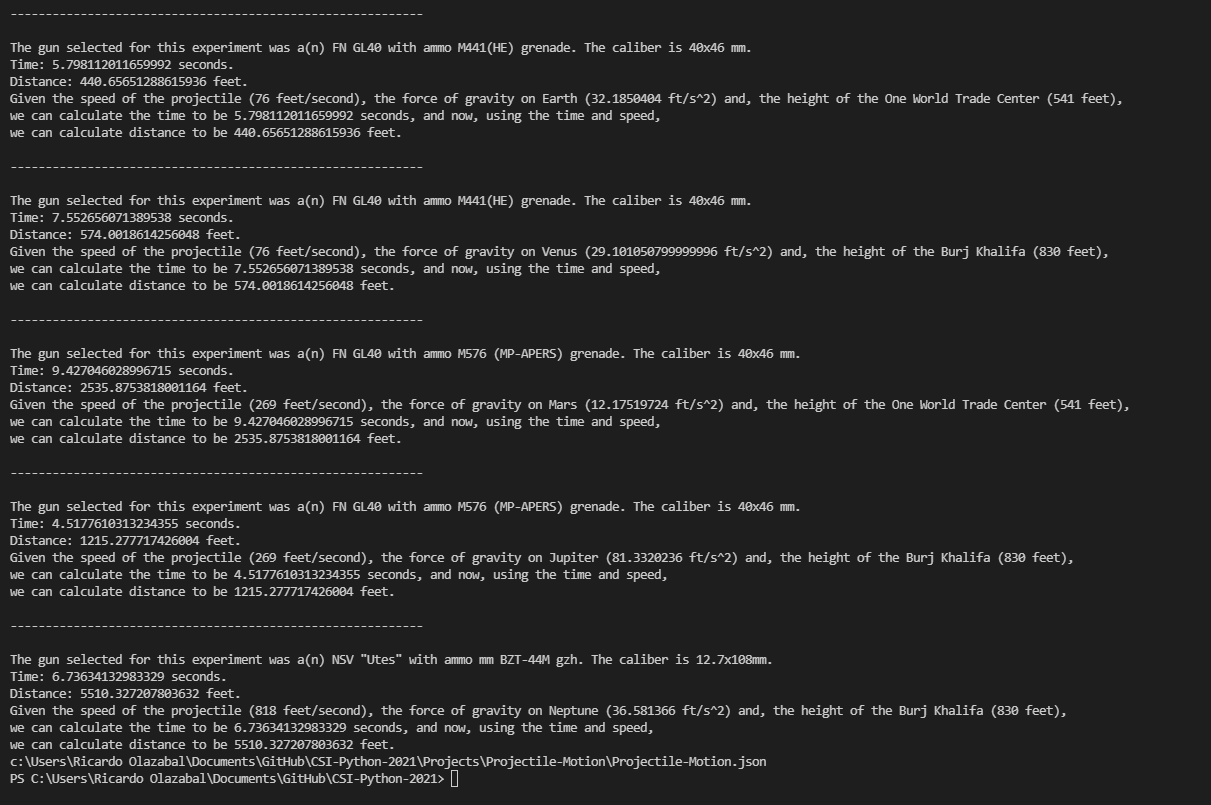 -----------------------------------------------------------
The gun selected for this experiment was a(n) FN GL40 with ammo M441(HE) grenade. The caliber is 40x46 mm.
Time: 5.798112011659992 seconds.
Distance: 440.65651288615936 feet.
Given the speed of the projectile (76 feet/second), the force of gravity on Earth (32.1850404 ft/s^2) and, the height of the One World Trade Center (541 feet),
we can calculate the time to be 5.798112011659992 seconds, and now, using the time and speed,
we can calculate distance to be 440.65651288615936 feet.
-----------------------------------------------------------
The gun selected for this experiment was a(n) FN GL40 with ammo M441(HE) grenade. The caliber is 40x46 mm.
Time: 7.552656071389538 seconds.
Distance: 574.0018614256048 feet.
Given the speed of the projectile (76 feet/second), the force of gravity on Venus (29.101050799999996 ft/s^2) and, the height of the Burj Khalifa (830 feet),
we can calculate the time to be 7.552656071389538 seconds, and now, using the time and speed,
we can calculate distance to be 574.0018614256048 feet.
-----------------------------------------------------------
The gun selected for this experiment was a(n) FN GL40 with ammo M576 (MP-APERS) grenade. The caliber is 40x46 mm.
Time: 9.427046028996715 seconds.
Distance: 2535.8753818001164 feet.
Given the speed of the projectile (269 feet/second), the force of gravity on Mars (12.17519724 ft/s^2) and, the height of the One World Trade Center (541 feet),
we can calculate the time to be 9.427046028996715 seconds, and now, using the time and speed,
we can calculate distance to be 2535.8753818001164 feet.
-----------------------------------------------------------
The gun selected for this experiment was a(n) FN GL40 with ammo M576 (MP-APERS) grenade. The caliber is 40x46 mm.
Time: 4.5177610313234355 seconds.
Distance: 1215.277717426004 feet.
Given the speed of the projectile (269 feet/second), the force of gravity on Jupiter (81.3320236 ft/s^2) and, the height of the Burj Khalifa (830 feet),
we can calculate the time to be 4.5177610313234355 seconds, and now, using the time and speed,
we can calculate distance to be 1215.277717426004 feet.
-----------------------------------------------------------
The gun selected for this experiment was a(n) NSV "Utes" with ammo mm BZT-44M gzh. The caliber is 12.7x108mm.
Time: 6.73634132983329 seconds.
Distance: 5510.327207803632 feet.
Given the speed of the projectile (818 feet/second), the force of gravity on Neptune (36.581366 ft/s^2) and, the height of the Burj Khalifa (830 feet),
we can calculate the time to be 6.73634132983329 seconds, and now, using the time and speed,
we can calculate distance to be 5510.327207803632 feet.
c:\Users\Ricardo Olazabal\Documents\GitHub\CSI-Python-2021\Projects\Projectile-Motion\Projectile-Motion.json
PS C:\Users\Ricardo Olazabal\Documents\GitHub\CSI-Python-2021>